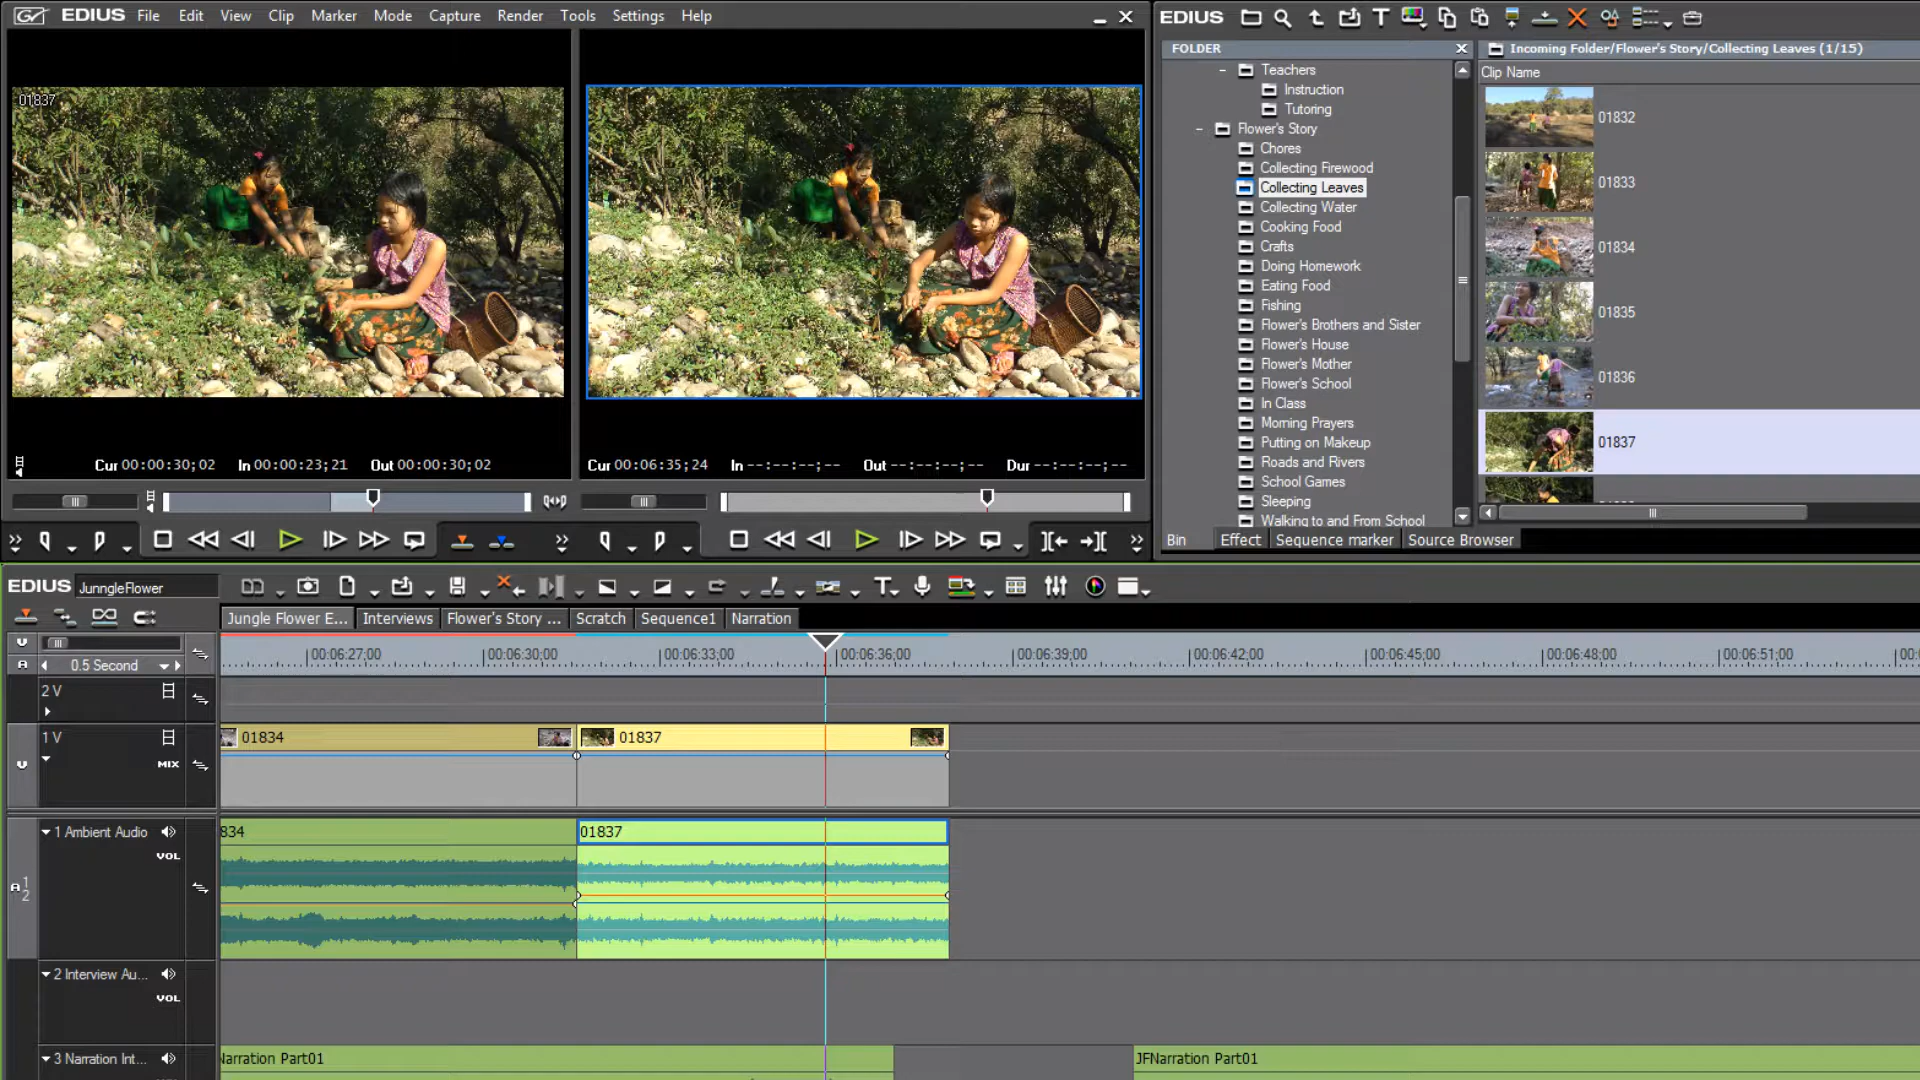 EDIUS File Edit View Clip Marker Mode Capture Render Tools Settings Help
01837
Cur 00:00:30;02 In 00:00:23;21 Out 00:00:30;02
Cur 00:06:35;24 In --:--:--;-- Out --:--:--;-- Dur --:--:--;--
EDIUS
FOLDER
Teachers
Instruction
Tutoring
Flower's Story
Chores
Collecting Firewood
Collecting Leaves
Collecting Water
Cooking Food
Crafts
Doing Homework
Eating Food
Fishing
Flower's Brothers and Sister
Flower's House
Flower's Mother
Flower's School
In Class
Morning Prayers
Putting on Makeup
Roads and Rivers
School Games
Sleeping
Walking to and From School
Incoming Folder/Flower's Story/Collecting Leaves (1/15)
Clip Name
01832
01833
01834
01835
01836
01837
Bin Effect Sequence marker Source Browser
EDIUS JunngleFlower
Jungle Flower E... Interviews Flower's Story ... Scratch Sequence1 Narration
V
A 0.5 Second
00:06:27;00 00:06:30;00 00:06:33;00 00:06:36;00 00:06:39;00 00:06:42;00 00:06:45;00 00:06:48;00 00:06:51;00
2 V
1 V 01834 01837
V MIX
1 Ambient Audio 834 01837
VOL
A 1 2
2 Interview Au...
VOL
3 Narration Int... Narration Part01 JFNarration Part01